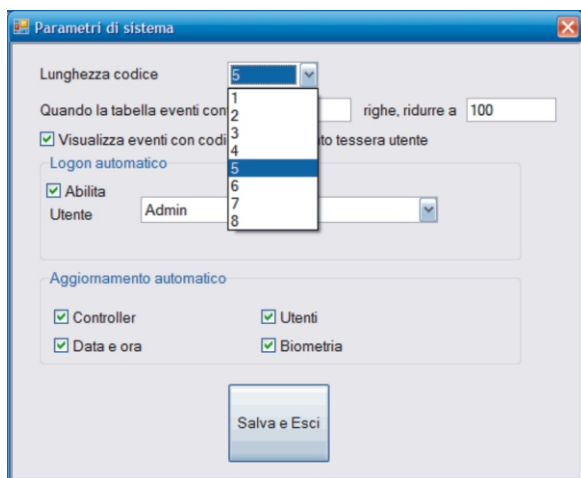 Parametri di sistema
Lunghezza codice 5
1
2
3
4
5
6
7
8
Quando la tabella eventi con righe, ridurre a 100
Visualizza eventi con codi to tessera utente
Logon automatico
Abilita
Utente Admin
Aggiornamento automatico
Controller Utenti
Data e ora Biometria
Salva e Esci